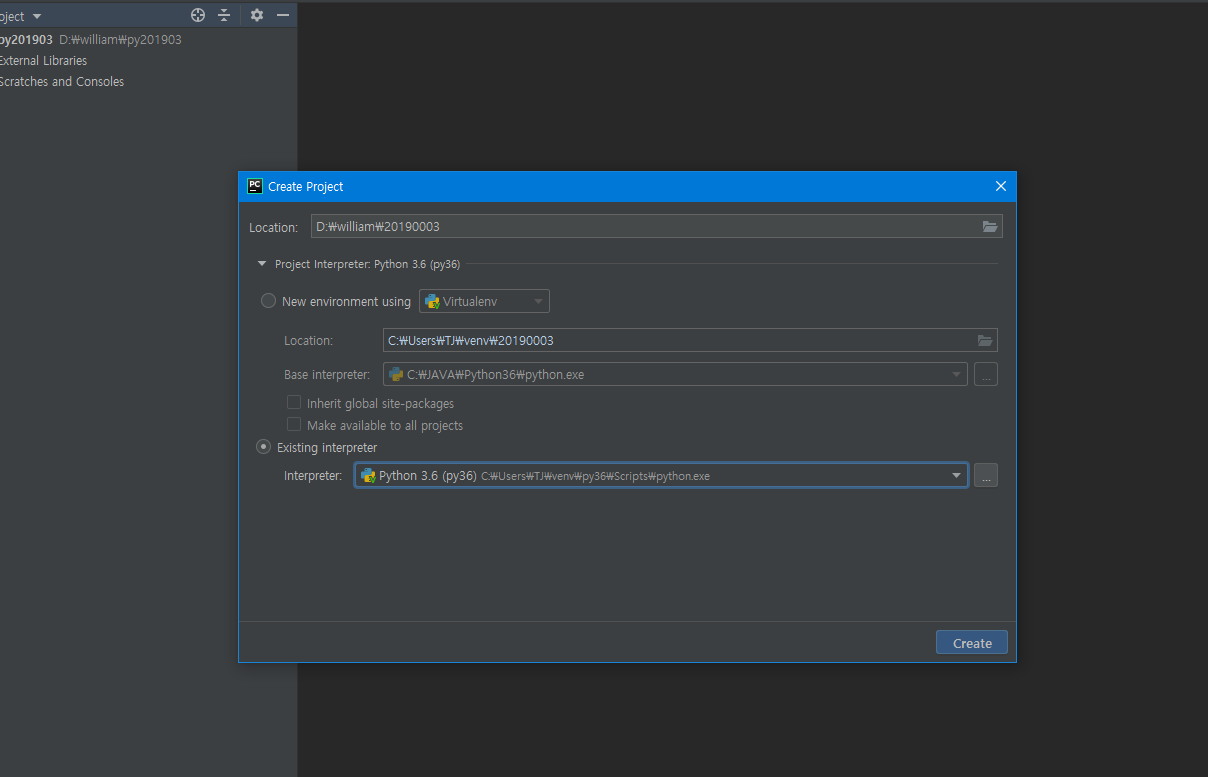 oject
py201903 D:₩william₩py201903
External Libraries
Scratches and Consoles
PC Create Project
Location: D:₩william₩20190003
Project Interpreter: Python 3.6 (py36)
New environment using Virtualenv
Location: C:₩Users₩TJ₩venv₩20190003
Base interpreter: C:₩JAVA₩Python36₩python.exe ...
Inherit global site-packages
Make available to all projects
Existing interpreter
Interpreter: Python 3.6 (py36) C:₩Users₩TJ₩venv₩py36₩Scripts₩python.exe ...
Create